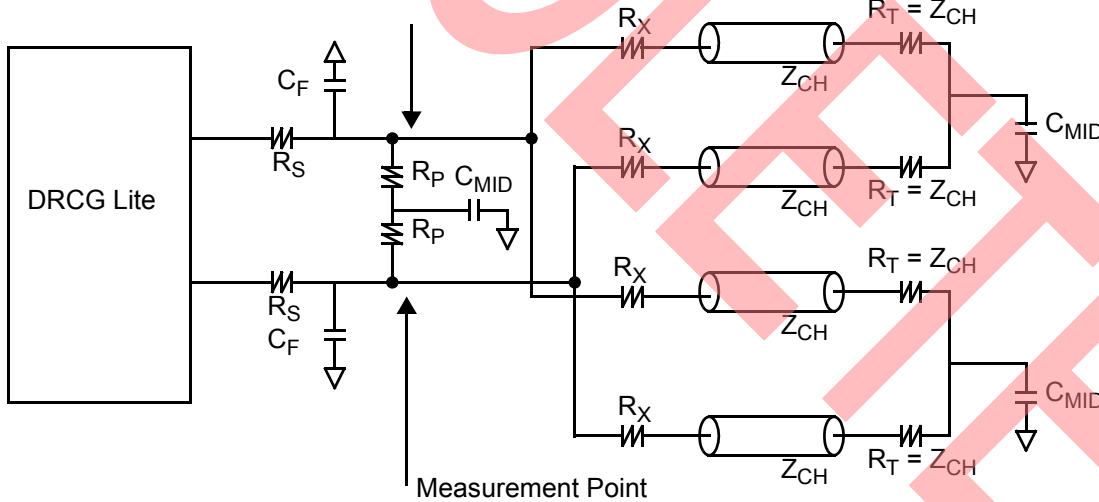 R_X
R_T = Z_CH
C_F
Z_CH
C_MID
R_S
R_X
R_P
C_MID
DRCG Lite
Z_CH
R_T = Z_CH
R_P
R_X
R_T = Z_CH
R_S
Z_CH
C_F
R_X
C_MID
Z_CH
R_T = Z_CH
Measurement Point